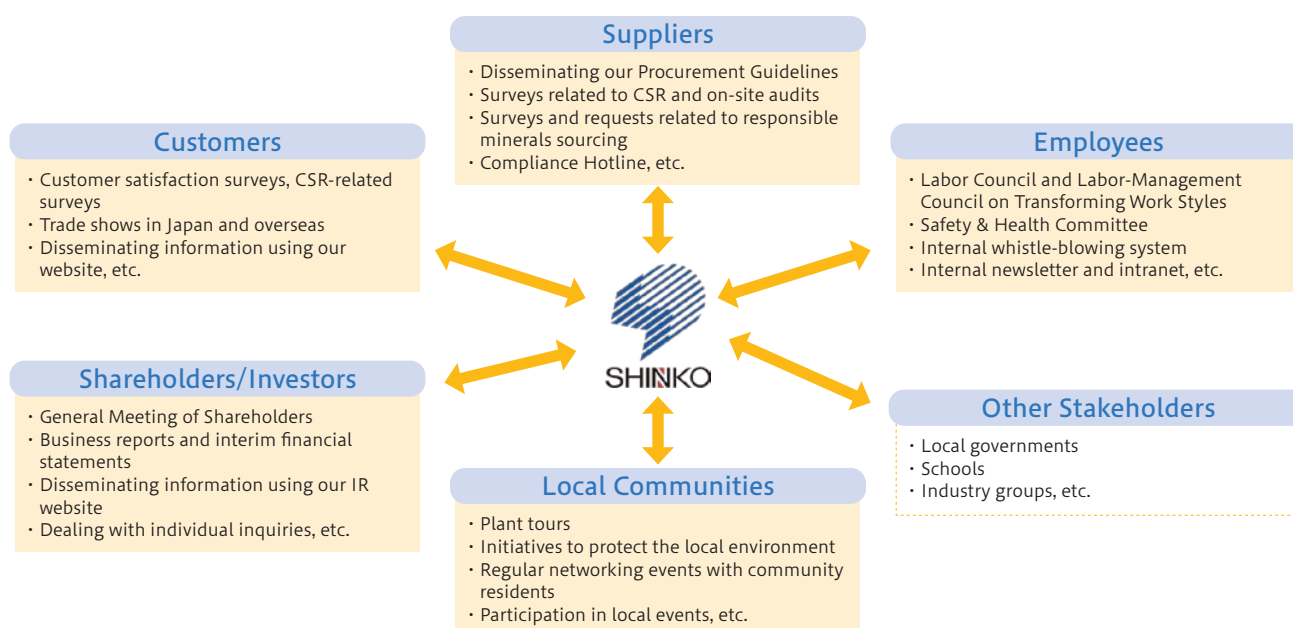 Suppliers
・Disseminating our Procurement Guidelines
・Surveys related to CSR and on-site audits
・Surveys and requests related to responsible
minerals sourcing
・Compliance Hotline, etc.
Customers
・Customer satisfaction surveys, CSR-related
surveys
・Trade shows in Japan and overseas
・Disseminating information using our
website, etc.
Employees
・Labor Council and Labor-Management
Council on Transforming Work Styles
・Safety & Health Committee
・Internal whistle-blowing system
・Internal newsletter and intranet, etc.
SHINKO
Shareholders/Investors
・General Meeting of Shareholders
・Business reports and interim financial
statements
・Disseminating information using our IR
website
・Dealing with individual inquiries, etc.
Other Stakeholders
・Local governments
・Schools
・Industry groups, etc.
Local Communities
・Plant tours
・Initiatives to protect the local environment
・Regular networking events with community
residents
・Participation in local events, etc.